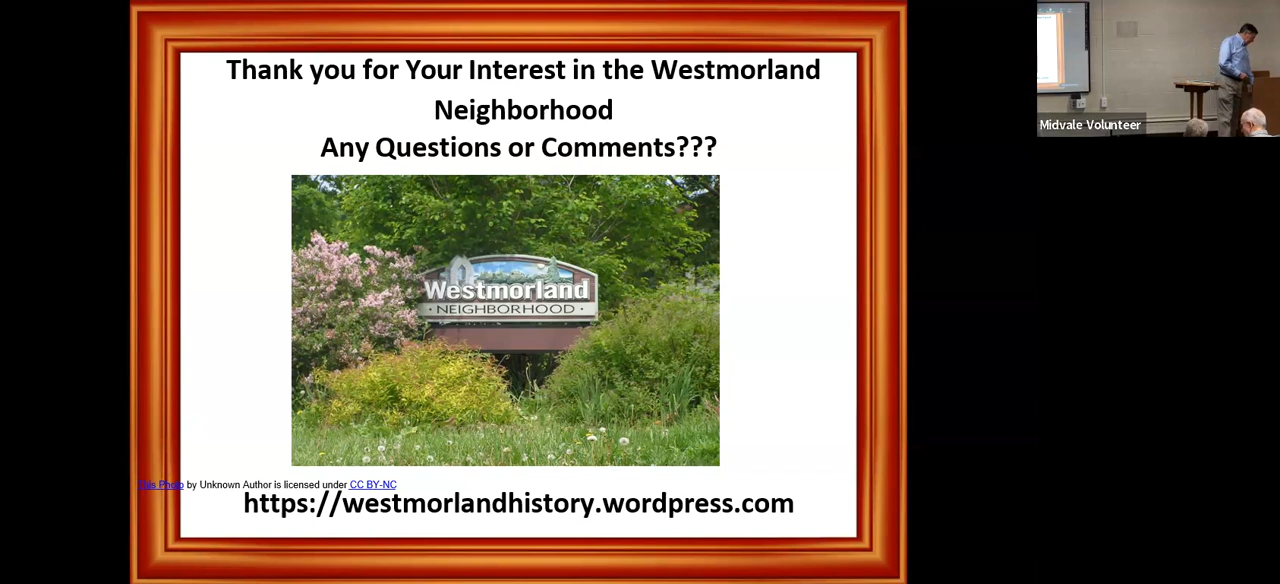 Thank you for Your Interest in the Westmorland
Neighborhood
Any Questions or Comments???
Westmorland
· NEIGHBORHOOD ·
This Photo by Unknown Author is licensed under CC BY-NC
https://westmorlandhistory.wordpress.com
Midvale Volunteer